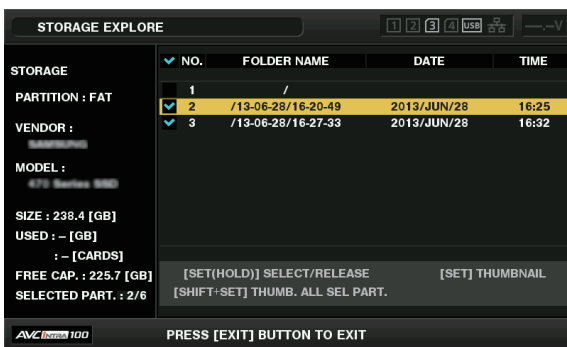 STORAGE EXPLORE
1 2 3 4 USB
--.-V
STORAGE
PARTITION : FAT
VENDOR :
SAMSUNG
MODEL :
470 Series SSD
SIZE : 238.4 [GB]
USED : – [GB]
: – [CARDS]
FREE CAP. : 225.7 [GB]
SELECTED PART. : 2/6
NO. FOLDER NAME DATE TIME
1 /
2 /13-06-28/16-20-49 2013/JUN/28 16:25
3 /13-06-28/16-27-33 2013/JUN/28 16:32
[SET(HOLD)] SELECT/RELEASE [SET] THUMBNAIL
[SHIFT+SET] THUMB. ALL SEL PART.
AVC INTRA 100
PRESS [EXIT] BUTTON TO EXIT